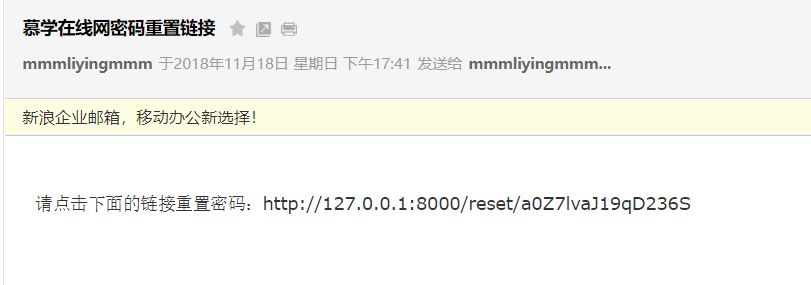 慕学在线网密码重置链接
mmmliyingmmm 于2018年11月18日 星期日 下午17:41 发送给 mmmliyingmmm...
新浪企业邮箱，移动办公新选择！
请点击下面的链接重置密码：http://127.0.0.1:8000/reset/a0Z7lvaJ19qD236S